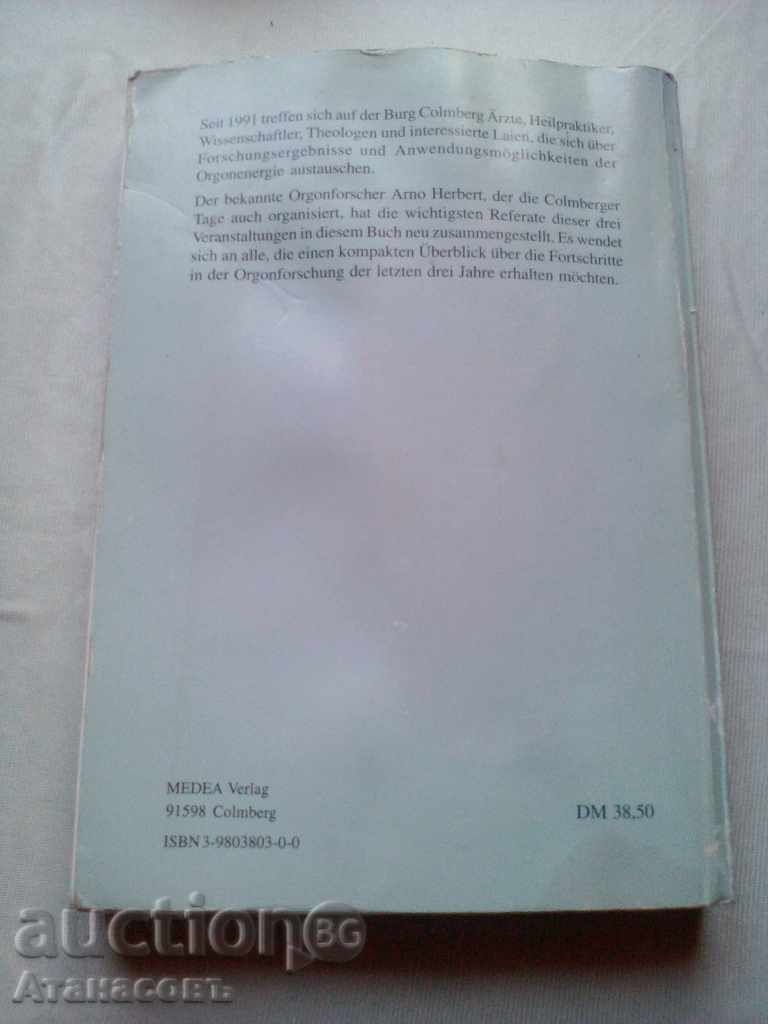 Seit 1991 treffen sich auf der Burg Colmberg Ärzte, Heilpraktiker,
Wissenschaftler, Theologen und interessierte Laien, die sich über
Forschungsergebnisse und Anwendungsmöglichkeiten der
Orgonenergie austauschen.
Der bekannte Orgonforscher Arno Herbert, der die Colmberger
Tage auch organisiert, hat die wichtigsten Referate dieser drei
Veranstaltungen in diesem Buch neu zusammengestellt. Es wendet
sich an alle, die einen kompakten Überblick über die Fortschritte
in der Orgonforschung der letzten drei Jahre erhalten möchten.
MEDEA Verlag
91598 Colmberg
DM 38,50
ISBN 3-9803803-0-0
auction BG
Атанасовъ